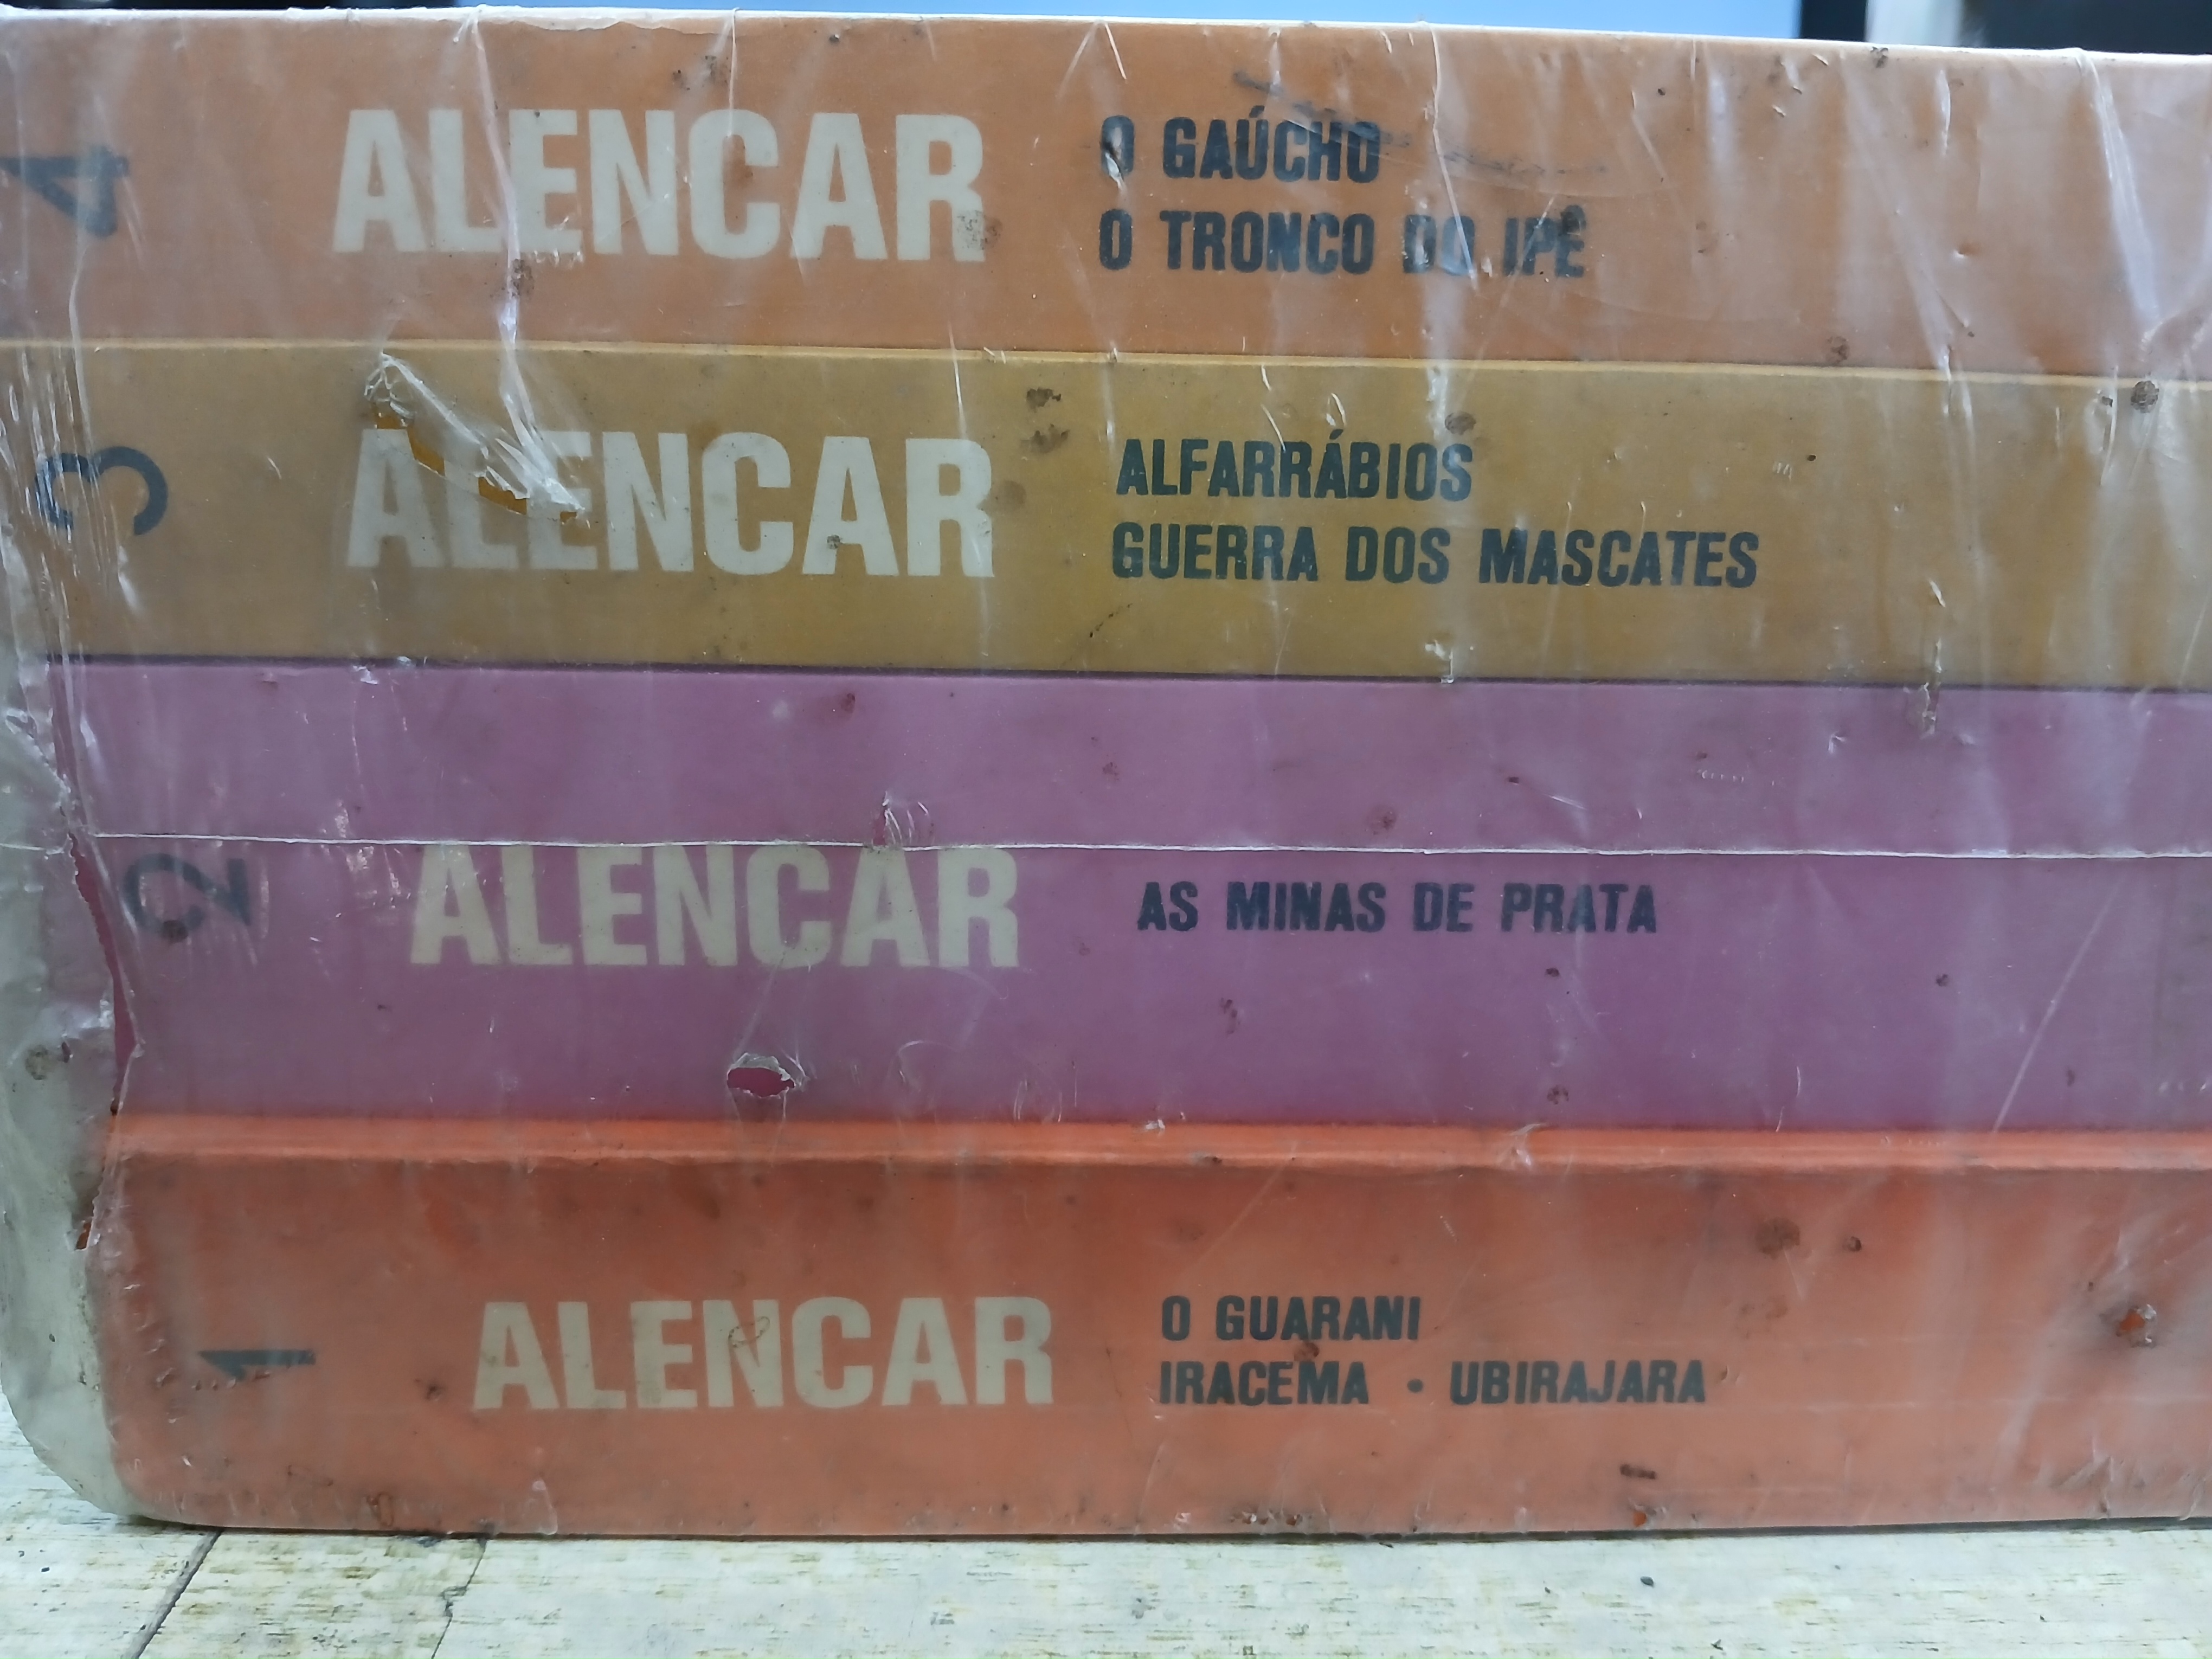 4
ALENCAR
O GAÚCHO
O TRONCO DO IPÊ
3
ALENCAR
ALFARRÁBIOS
GUERRA DOS MASCATES
2
ALENCAR
AS MINAS DE PRATA
1
ALENCAR
O GUARANI
IRACEMA • UBIRAJARA